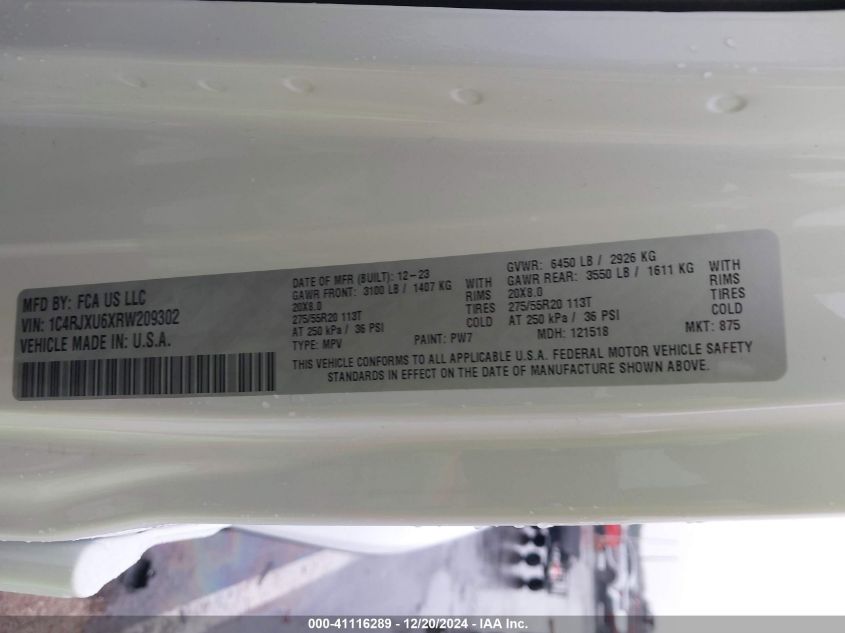 MFD BY: FCA US LLC
VIN: 1C4RJXU6XRW209302
VEHICLE MADE IN: U.S.A.
DATE OF MFR (BUILT): 12-23
GAWR FRONT: 3100 LB / 1407 KG WITH
20X8.0 RIMS
275/55R20 113T TIRES
AT 250 kPa / 36 PSI COLD
TYPE: MPV PAINT: PW7
GVWR: 6450 LB / 2926 KG
GAWR REAR: 3550 LB / 1611 KG WITH
20X8.0 RIMS
275/55R20 113T TIRES
AT 250 kPa / 36 PSI COLD
MDH: 121518 MKT: 875
THIS VEHICLE CONFORMS TO ALL APPLICABLE U.S.A. FEDERAL MOTOR VEHICLE SAFETY
STANDARDS IN EFFECT ON THE DATE OF MANUFACTURE SHOWN ABOVE.
000-41116289 - 12/20/2024 - IAA Inc.